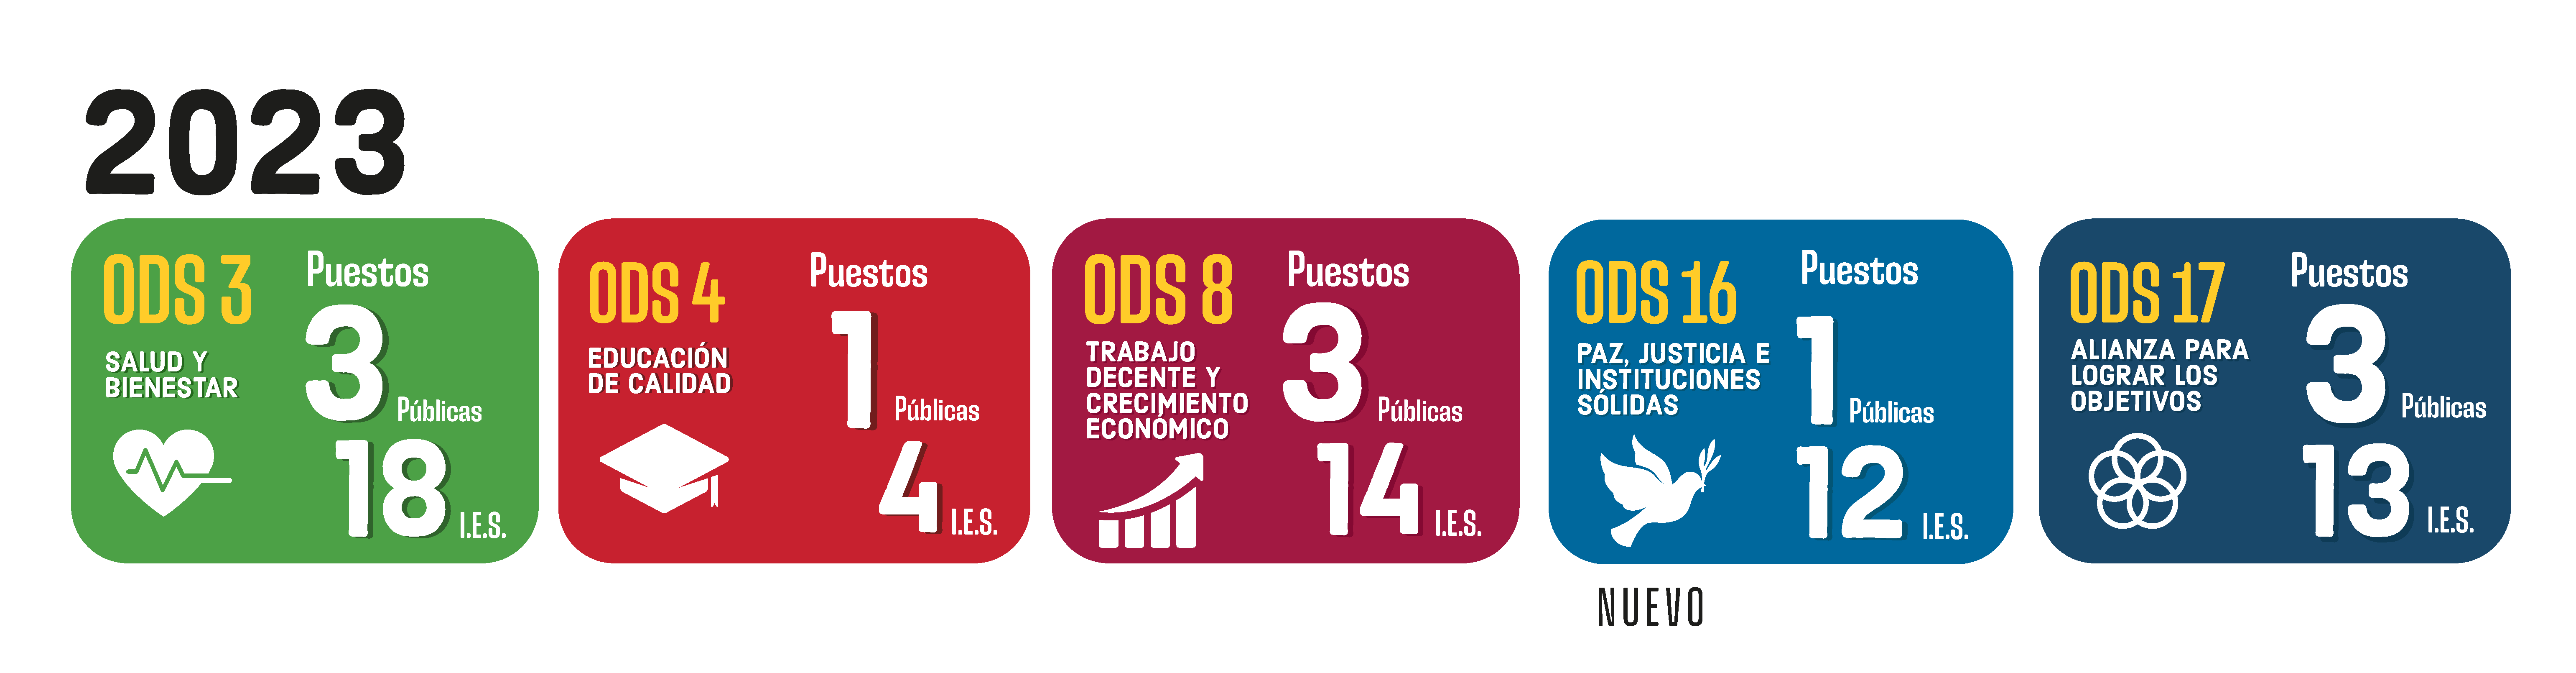 2023
ODS 3
SALUD Y
BIENESTAR
Puestos
3
Públicas
18
I.E.S.
ODS 4
EDUCACIÓN
DE CALIDAD
Puestos
1
Públicas
4
I.E.S.
ODS 8
TRABAJO
DECENTE Y
CRECIMIENTO
ECONÓMICO
Puestos
3
Públicas
14
I.E.S.
ODS 16
PAZ, JUSTICIA E
INSTITUCIONES
SÓLIDAS
Puestos
1
Públicas
12
I.E.S.
NUEVO
ODS 17
ALIANZA PARA
LOGRAR LOS
OBJETIVOS
Puestos
3
Públicas
13
I.E.S.